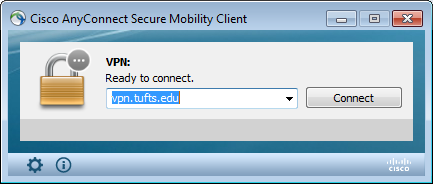 Cisco AnyConnect Secure Mobility Client
VPN:
Ready to connect.
vpn.tufts.edu
Connect
cisco